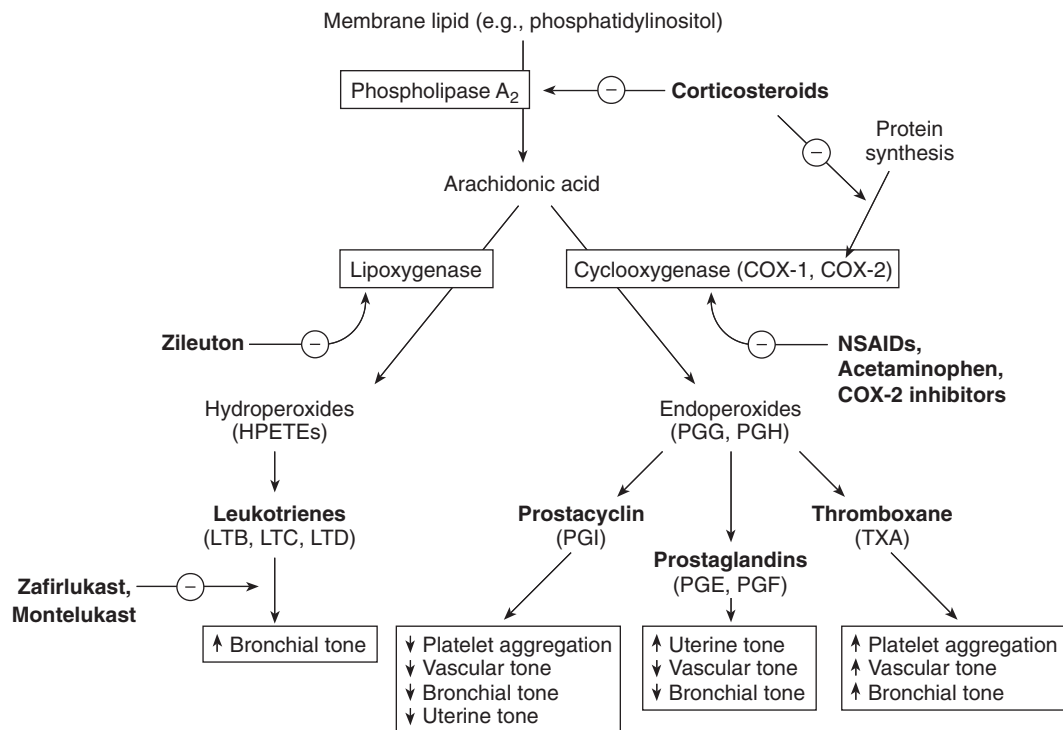 Membrane lipid (e.g., phosphatidylinositol)
Phospholipase A₂
−
Corticosteroids
−
Protein
synthesis
Arachidonic acid
Lipoxygenase
Cyclooxygenase (COX-1, COX-2)
Zileuton
−
−
NSAIDs,
Acetaminophen,
COX-2 inhibitors
Hydroperoxides
(HPETEs)
Endoperoxides
(PGG, PGH)
Leukotrienes
(LTB, LTC, LTD)
Prostacyclin
(PGI)
Thromboxane
(TXA)
Prostaglandins
(PGE, PGF)
Zafirlukast,
Montelukast
−
↑ Bronchial tone
↓ Platelet aggregation
↓ Vascular tone
↓ Bronchial tone
↓ Uterine tone
↑ Uterine tone
↓ Vascular tone
↓ Bronchial tone
↑ Platelet aggregation
↑ Vascular tone
↑ Bronchial tone